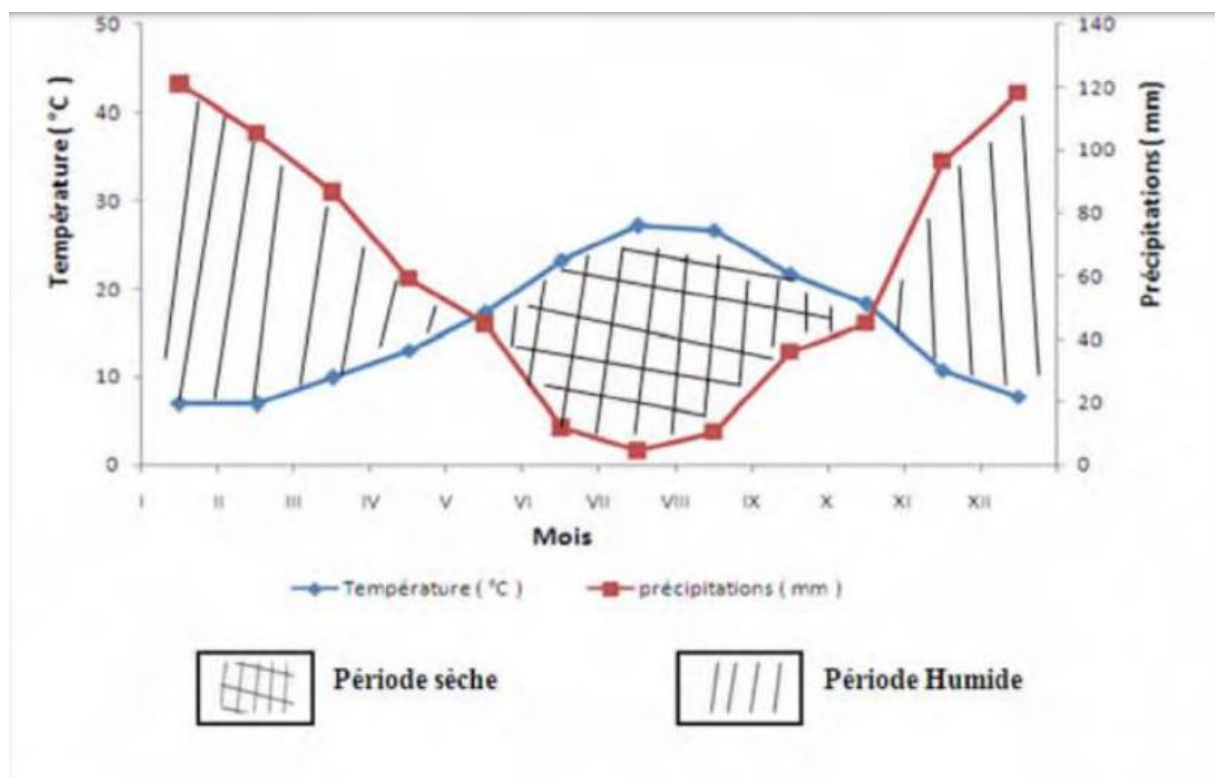 50
40
30
20
10
0
Température ( °C )
140
120
100
80
60
40
20
0
Précipitations ( mm )
I II III IV V VI VII VIII IX X XI XII
Mois
Température ( °C ) précipitations ( mm )
Période sèche Période Humide